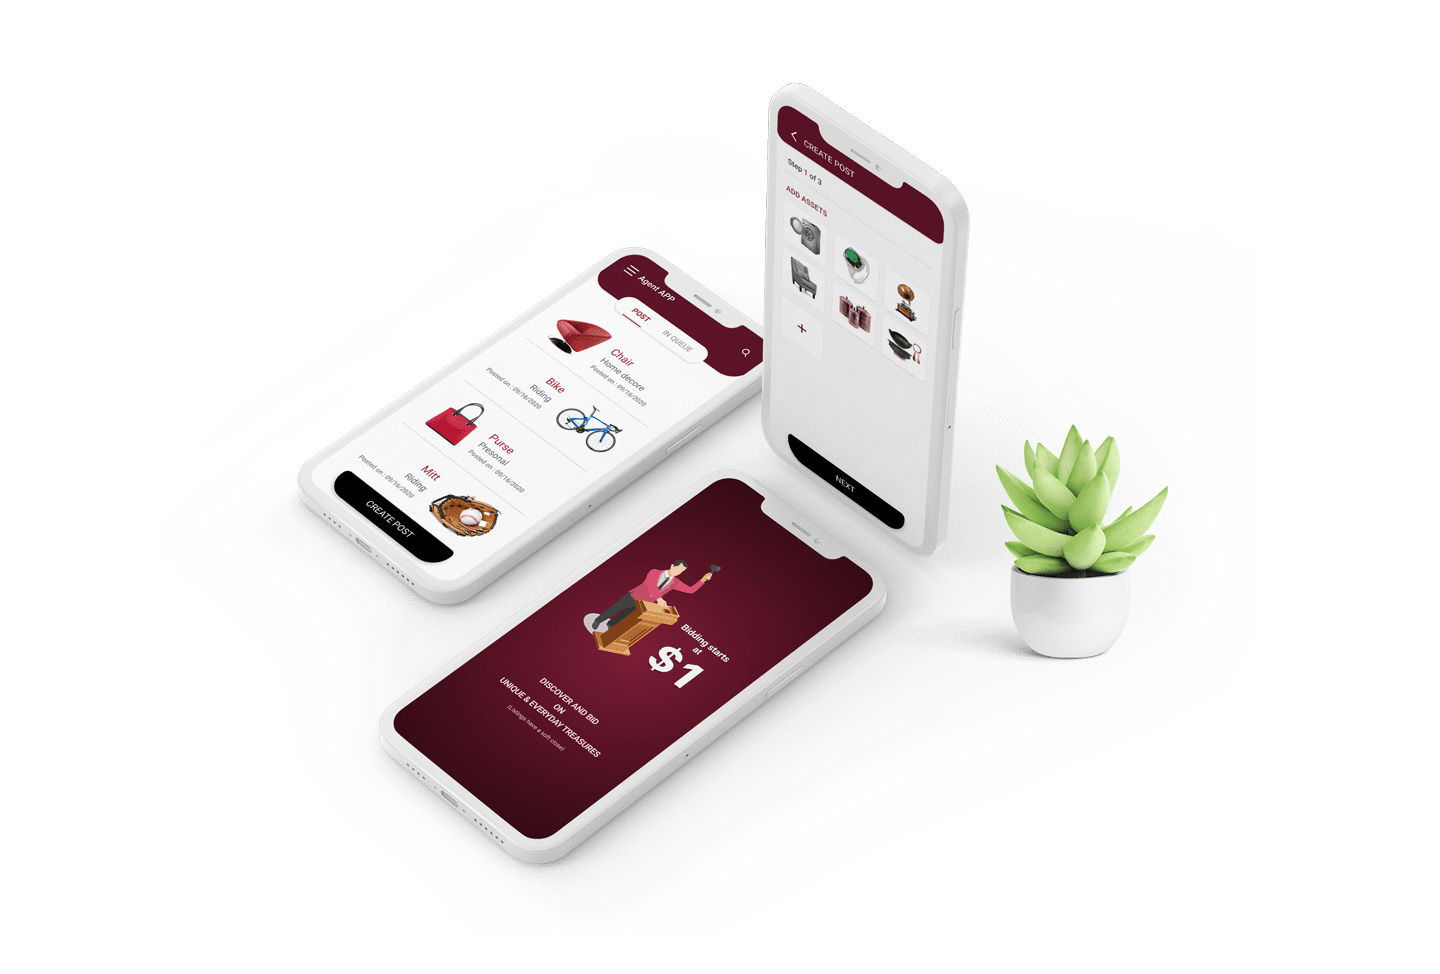 Agent APP
POST
IN QUEUE
Chair
Home decore
Posted on : 09/16/2020
Bike
Riding
Posted on : 09/16/2020
Purse
Presonal
Posted on : 09/16/2020
Mitt
Riding
Posted on : 09/16/2020
CREATE POST
CREATE POST
Step 1 of 3
ADD ASSETS
NEXT
Bidding starts
at
$1
DISCOVER AND BID
ON
UNIQUE & EVERYDAY TREASURES
(Listings have a soft close)